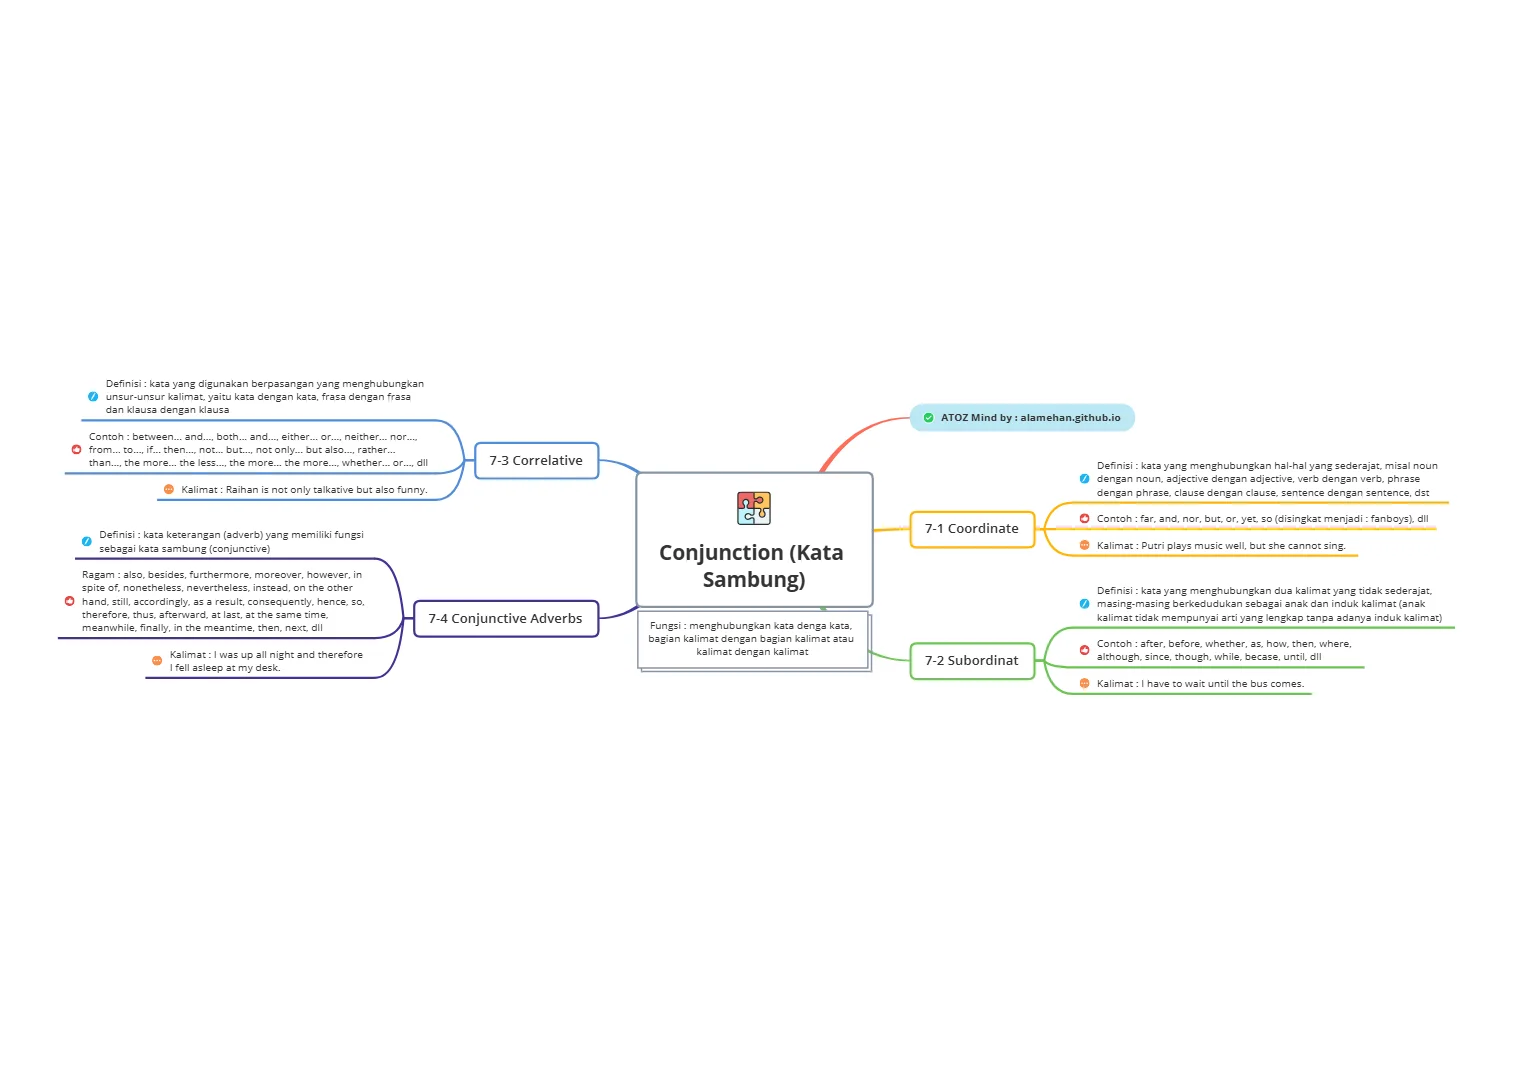 Conjunction (Kata
Sambung)
Fungsi : menghubungkan kata denga kata,
bagian kalimat dengan bagian kalimat atau
kalimat dengan kalimat
ATOZ Mind by : alamehan.github.io
7-1 Coordinate
Definisi : kata yang menghubungkan hal-hal yang sederajat, misal noun
dengan noun, adjective dengan adjective, verb dengan verb, phrase
dengan phrase, clause dengan clause, sentence dengan sentence, dst
Contoh : far, and, nor, but, or, yet, so (disingkat menjadi : fanboys), dll
Kalimat : Putri plays music well, but she cannot sing.
7-2 Subordinat
Definisi : kata yang menghubungkan dua kalimat yang tidak sederajat,
masing-masing berkedudukan sebagai anak dan induk kalimat (anak
kalimat tidak mempunyai arti yang lengkap tanpa adanya induk kalimat)
Contoh : after, before, whether, as, how, then, where,
although, since, though, while, becase, until, dll
Kalimat : I have to wait until the bus comes.
7-3 Correlative
Definisi : kata yang digunakan berpasangan yang menghubungkan
unsur-unsur kalimat, yaitu kata dengan kata, frasa dengan frasa
dan klausa dengan klausa
Contoh : between... and..., both... and..., either... or..., neither... nor...,
from... to..., if... then..., not... but..., not only... but also..., rather...
than..., the more... the less..., the more... the more..., whether... or..., dll
Kalimat : Raihan is not only talkative but also funny.
7-4 Conjunctive Adverbs
Definisi : kata keterangan (adverb) yang memiliki fungsi
sebagai kata sambung (conjunctive)
Ragam : also, besides, furthermore, moreover, however, in
spite of, nonetheless, nevertheless, instead, on the other
hand, still, accordingly, as a result, consequently, hence, so,
therefore, thus, afterward, at last, at the same time,
meanwhile, finally, in the meantime, then, next, dll
Kalimat : I was up all night and therefore
I fell asleep at my desk.